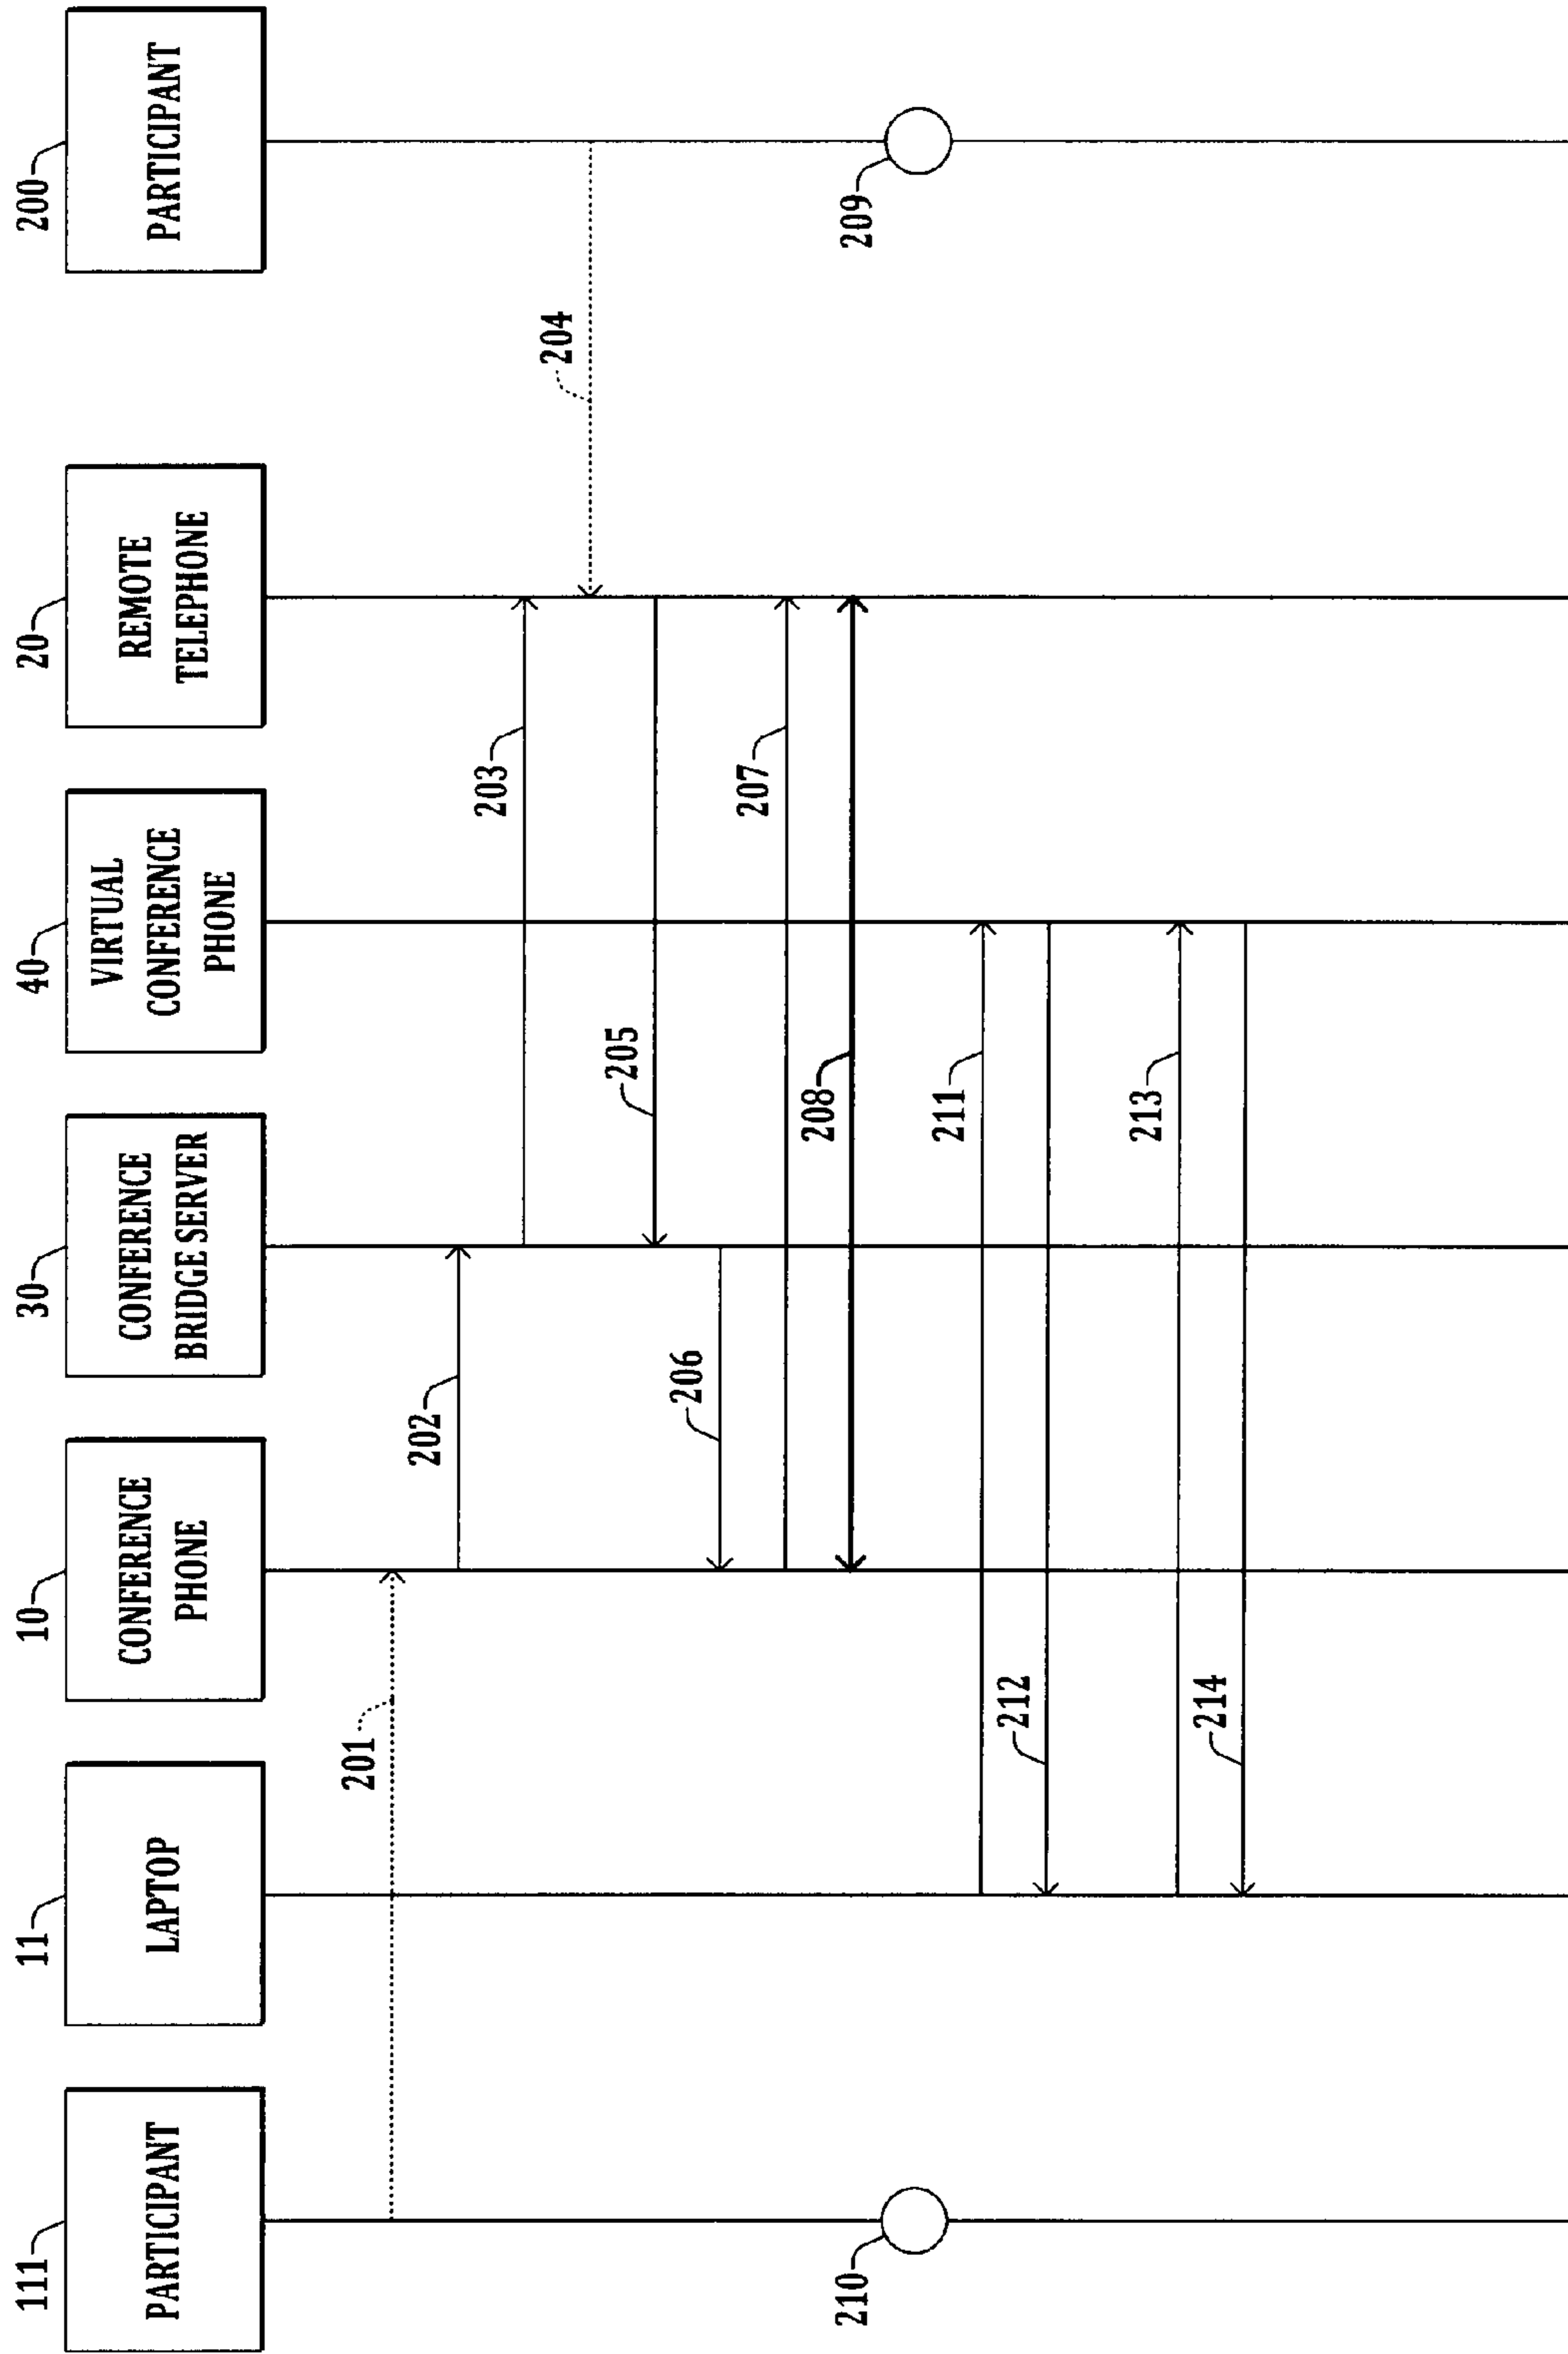 111
PARTICIPANT
11
LAPTOP
10
CONFERENCE
PHONE
30
CONFERENCE
BRIDGE SERVER
40
VIRTUAL
CONFERENCE
PHONE
20
REMOTE
TELEPHONE
200
PARTICIPANT
201
202
203
204
205
206
207
208
210
209
211
212
213
214